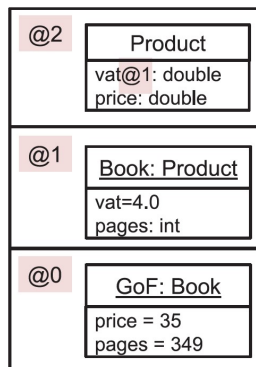 @2
Product
vat@1: double
price: double
@1
Book: Product
vat=4.0
pages: int
@0
GoF: Book
price = 35
pages = 349